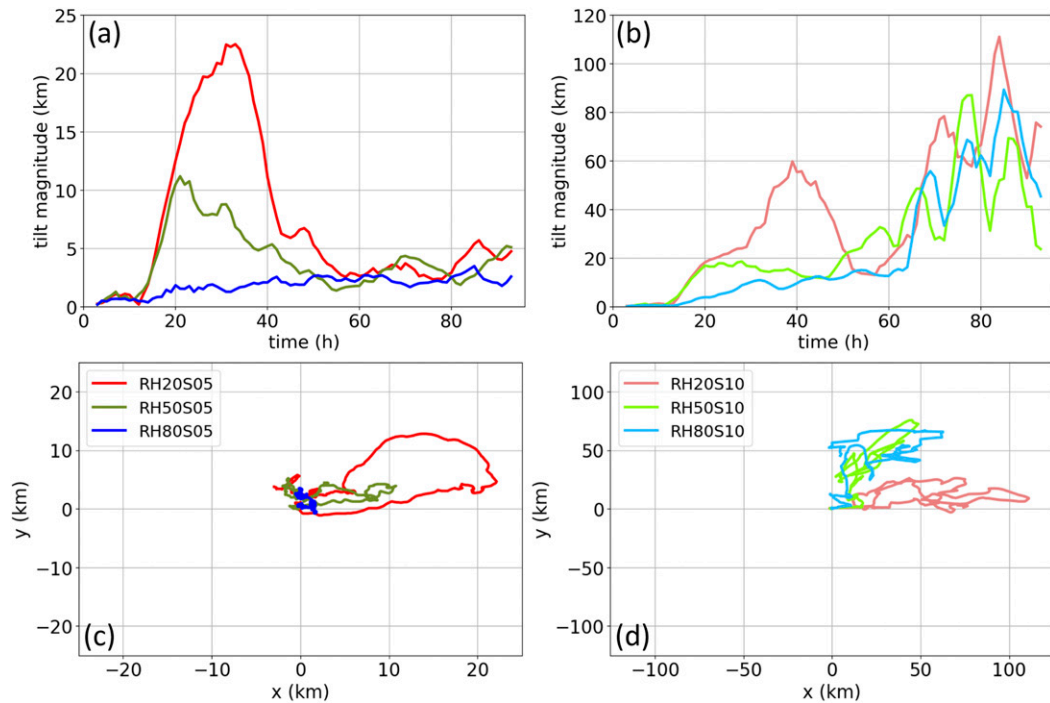 (a)
tilt magnitude (km)
25
20
15
10
5
0
0 20 40 60 80
time (h)
(b)
tilt magnitude (km)
120
100
80
60
40
20
0
0 20 40 60 80
time (h)
(c)
RH20S05
RH50S05
RH80S05
y (km)
20
10
0
−10
−20
−20 −10 0 10 20
x (km)
(d)
RH20S10
RH50S10
RH80S10
y (km)
100
50
0
−50
−100
−100 −50 0 50 100
x (km)